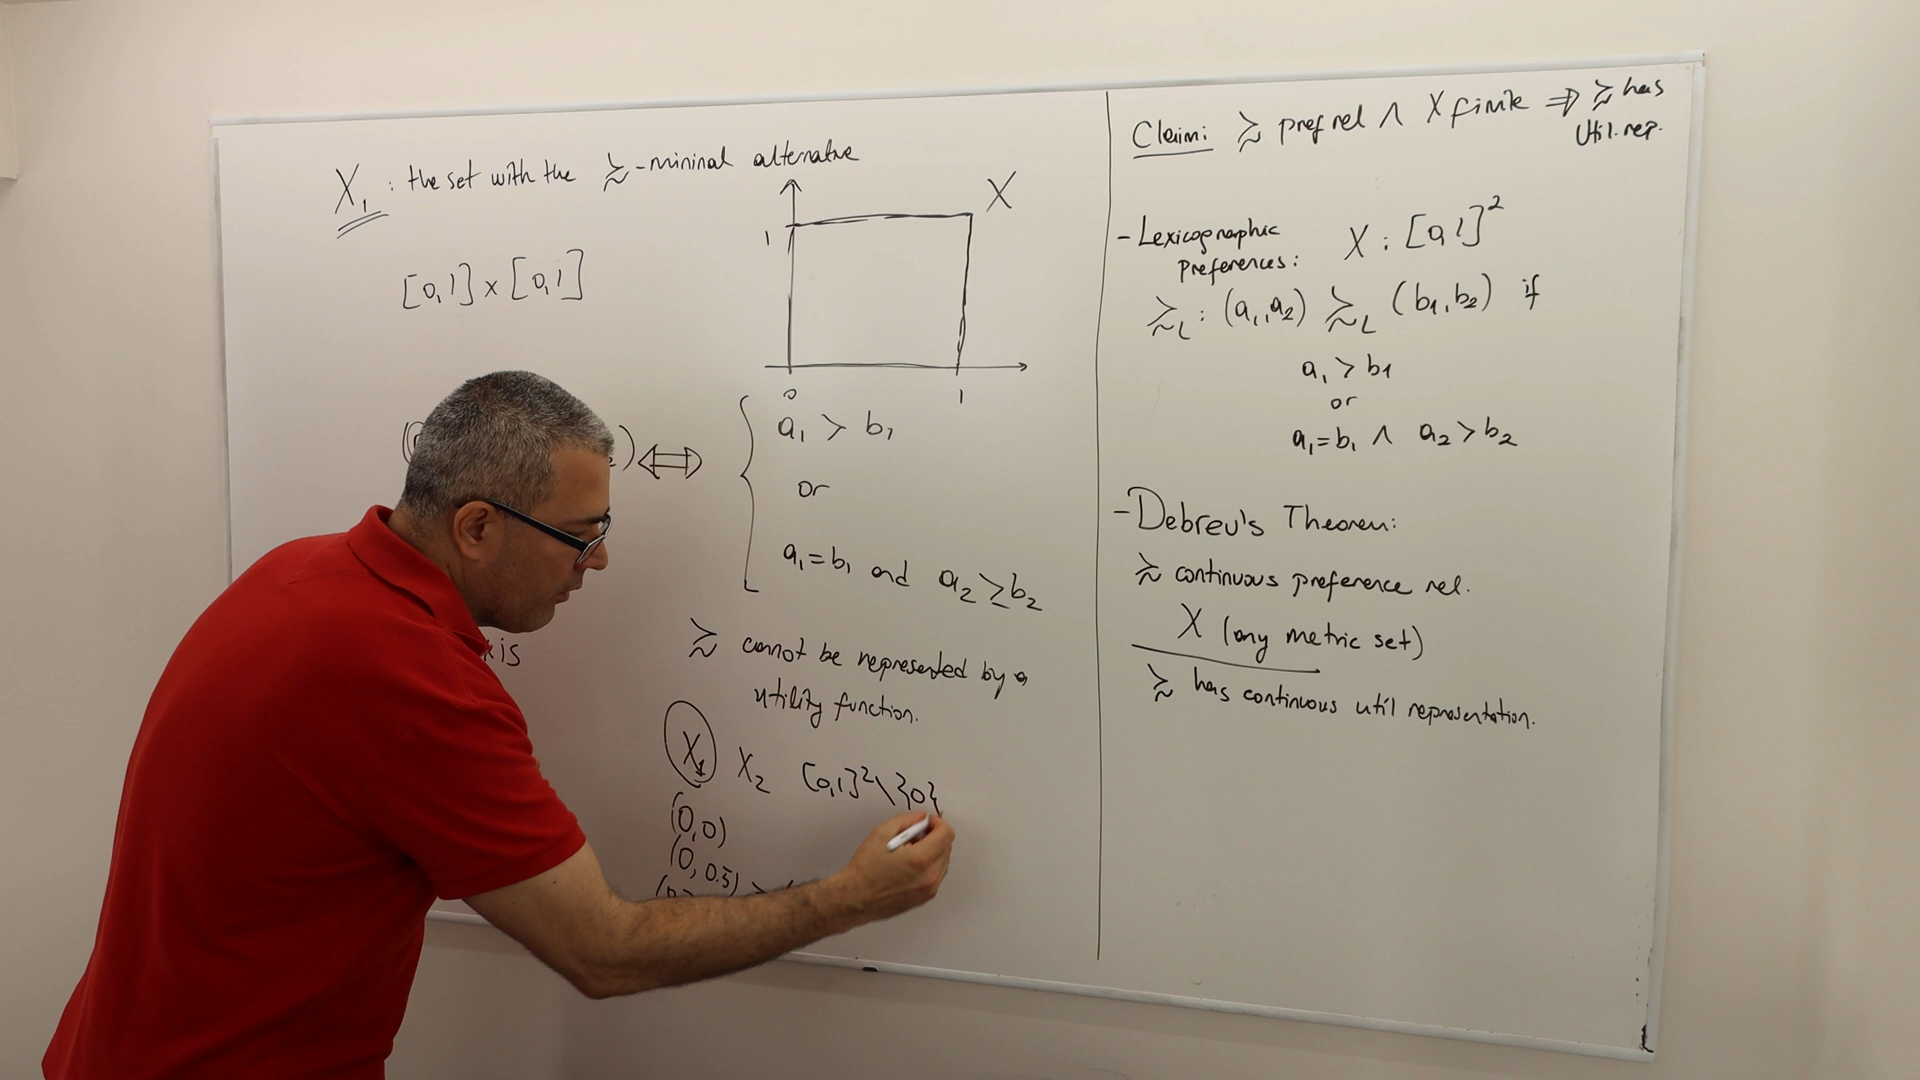 X₁ : the set with the ≿-minimal alternative
X
1
[0,1] x [0,1]
0
1
) ⇔
a₁ > b₁
or
a₁ = b₁ and a₂ ≥ b₂
is
≿ cannot be represented by a
utility function.
X₁ X₂ [0,1]²\{0}
(0,0)
(0, 0.5)
Claim: ≿ pref rel ∧ X finite ⇒ ≿ has
Util. rep.
- Lexicographic
Preferences: X : [0,1]²
≿L : (a₁,a₂) ≿L (b₁,b₂) if
a₁ > b₁
or
a₁=b₁ ∧ a₂ > b₂
- Debreu's Theorem:
≿ continuous preference rel.
X (any metric set)
≿ has continuous util representation.